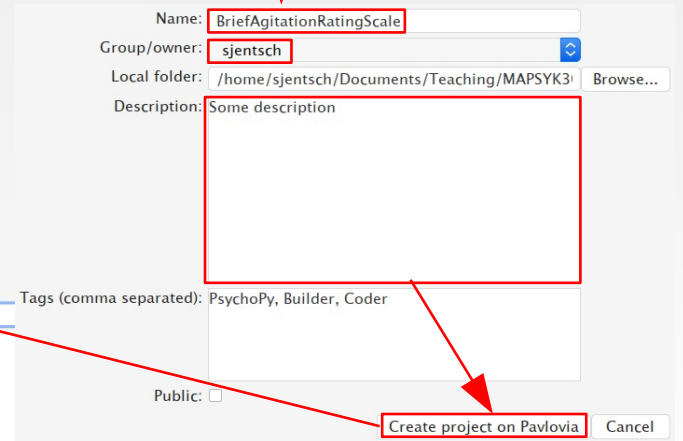 Name: BriefAgitationRatingScale
Group/owner: sjentsch
Local folder: /home/sjentsch/Documents/Teaching/MAPSYK3 Browse...
Description: Some description
Tags (comma separated): PsychoPy, Builder, Coder
Public:
Create project on Pavlovia Cancel